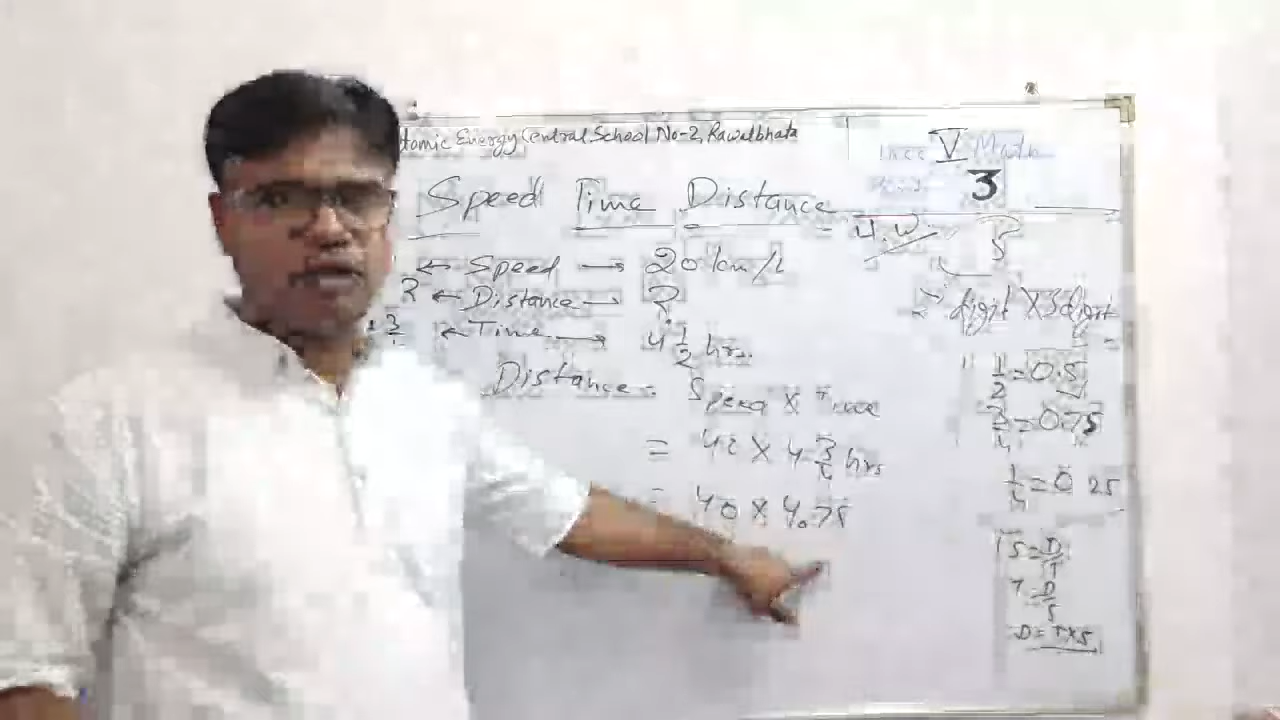 tomic Energy Central School No-2, Rawatbhata
V Math
3
Speed Time Distance
H.W.
← Speed → 20 km/h
? ← Distance → ?
3 ← Time → 4 1/2 hrs.
Distance = Speed X Time
= 40 X 4 3/4 hrs
= 40 X 4.75
digit X 3 digit
1/2 = 0.5
3/4 = 0.75
1/4 = 0.25
S = D/T
T = D/S
D = T X S